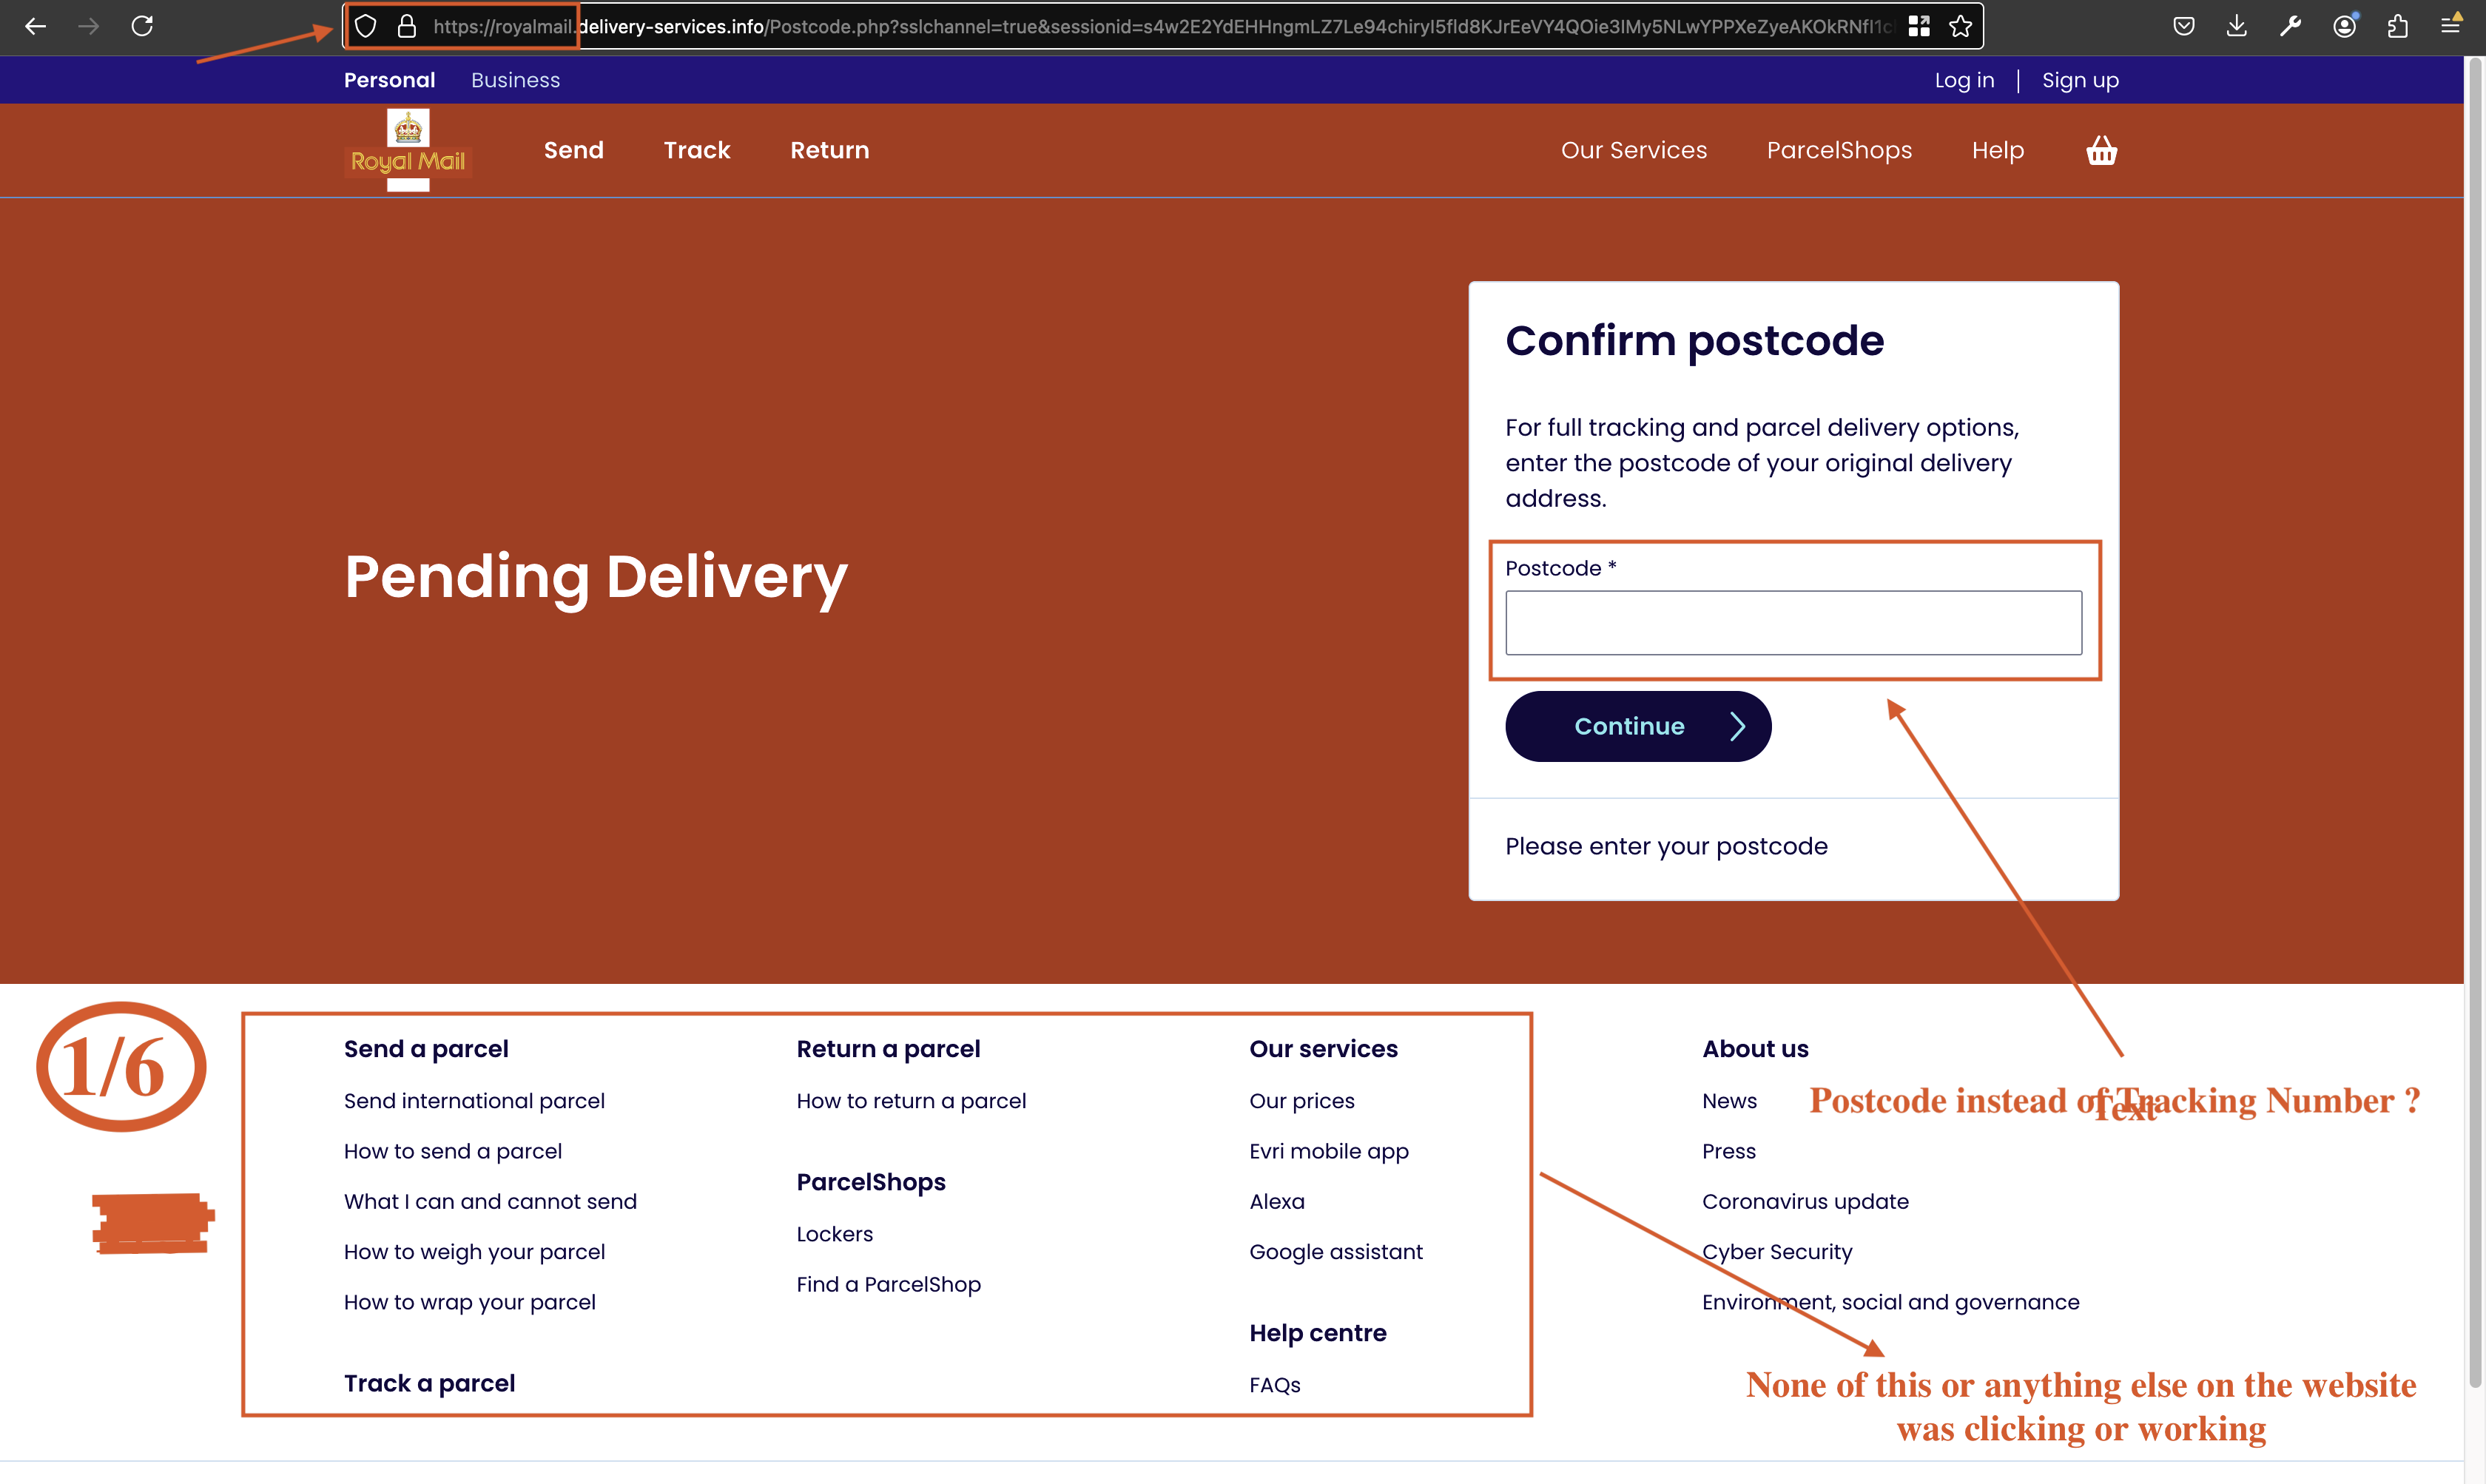 https://royalmail.delivery-services.info/Postcode.php?sslchannel=true&sessionid=s4w2E2YdEHHngmLZ7Le94chiryI5fld8KJrEeVY4QOie3IMy5NLwYPPXeZyeAKOkRNfI1c
Personal Business Log in | Sign up
Royal Mail Send Track Return Our Services ParcelShops Help
Confirm postcode
For full tracking and parcel delivery options,
enter the postcode of your original delivery
address.
Postcode *
Pending Delivery
Continue
Please enter your postcode
1/6
Send a parcel
Send international parcel
How to send a parcel
What I can and cannot send
How to weigh your parcel
How to wrap your parcel
Track a parcel
Return a parcel
How to return a parcel
ParcelShops
Lockers
Find a ParcelShop
Our services
Our prices
Evri mobile app
Alexa
Google assistant
Help centre
FAQs
About us
News
Press
Coronavirus update
Cyber Security
Environment, social and governance
Postcode instead of Tracking Number ?
Text
None of this or anything else on the website
was clicking or working